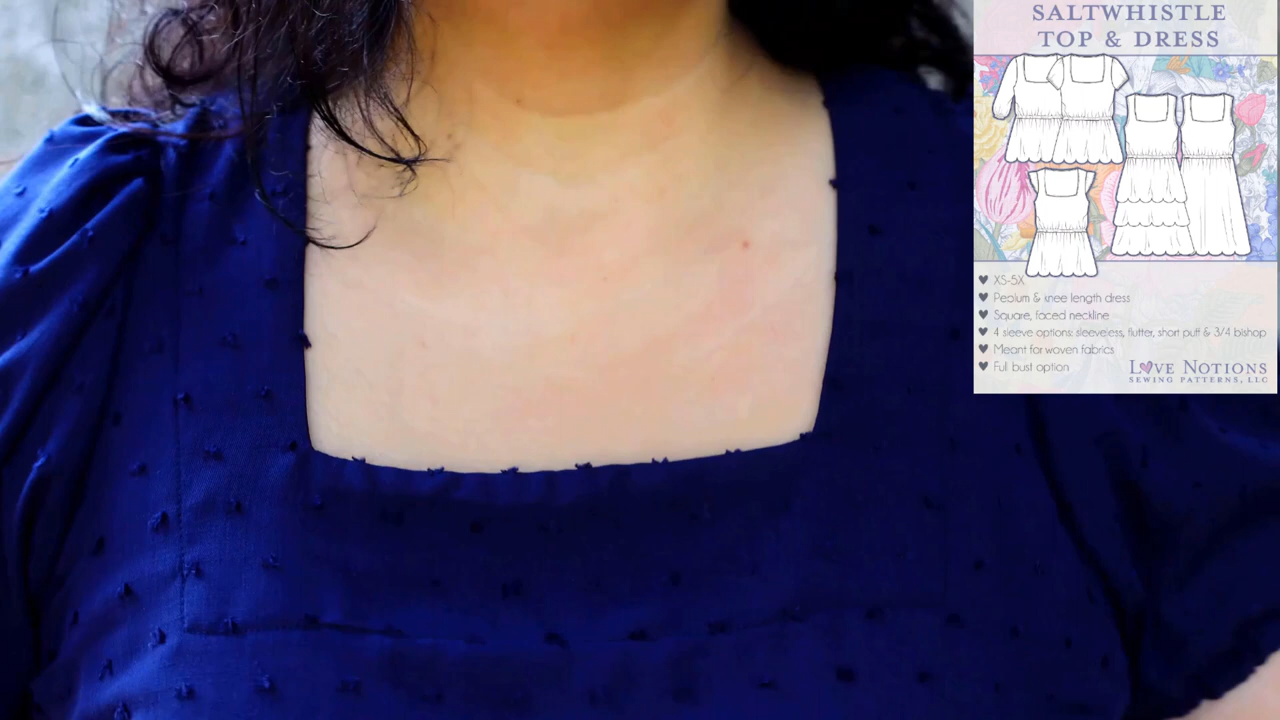 SALTWHISTLE
TOP & DRESS
♥ XS-5X
♥ Peplum & knee length dress
♥ Square, faced neckline
♥ 4 sleeve options: sleeveless, flutter, short puff & 3/4 bishop
♥ Meant for woven fabrics
♥ Full bust option
LOVE NOTIONS
SEWING PATTERNS, LLC